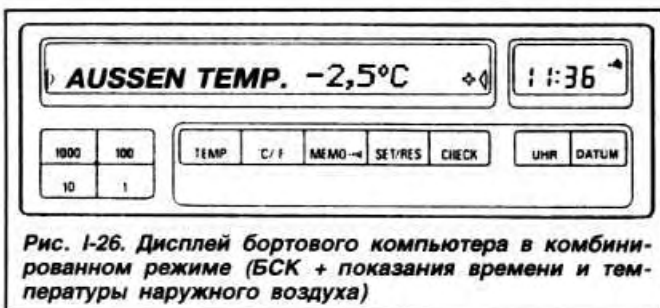 AUSSEN TEMP. -2,5°C
11:36
1000 100
10 1
TEMP °C/F MEMO SET/RES CHECK UHR DATUM
Рис. I-26. Дисплей бортового компьютера в комбини-
рованном режиме (БСК + показания времени и тем-
пературы наружного воздуха)